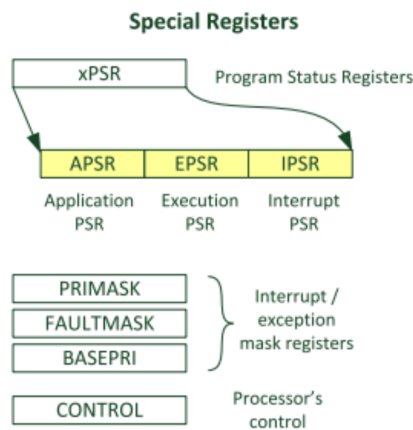 Special Registers
xPSR
Program Status Registers
APSR
EPSR
IPSR
Application
PSR
Execution
PSR
Interrupt
PSR
PRIMASK
FAULTMASK
BASEPRI
Interrupt /
exception
mask registers
CONTROL
Processor's
control